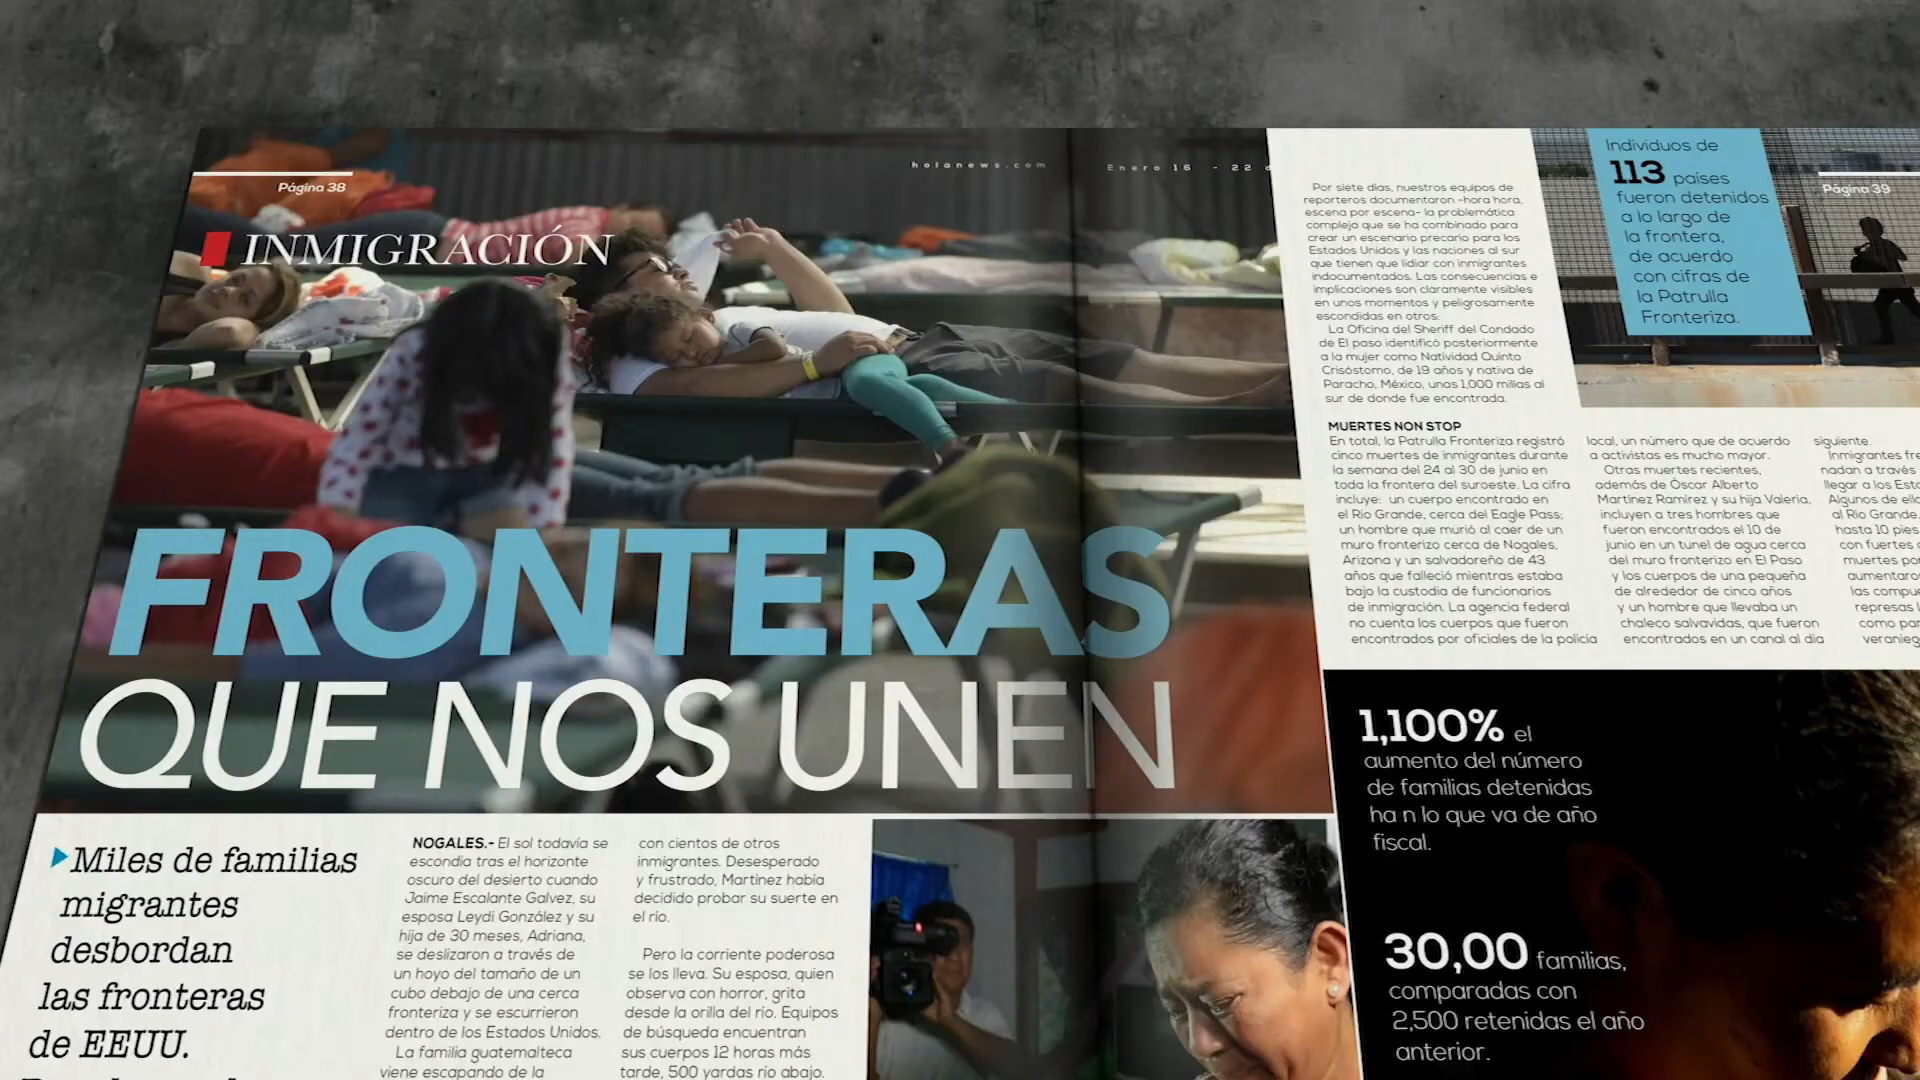 holanews.com
Enero 16 - 22
Página 38
INMIGRACIÓN
FRONTERAS
QUE NOS UNEN
Miles de familias
migrantes
desbordan
las fronteras
de EEUU.
NOGALES.- El sol todavía se
escondía tras el horizonte
oscuro del desierto cuando
Jaime Escalante Galvez, su
esposa Leydi González y su
hija de 30 meses, Adriana,
se deslizaron a través de
un hoyo del tamaño de un
cubo debajo de una cerca
fronteriza y se escurrieron
dentro de los Estados Unidos.
La familia guatemalteca
viene escapando de la
con cientos de otros
inmigrantes. Desesperado
y frustrado, Martínez había
decidido probar su suerte en
el río.
Pero la corriente poderosa
se los lleva. Su esposa, quien
observa con horror, grita
desde la orilla del río. Equipos
de búsqueda encuentran
sus cuerpos 12 horas más
tarde, 500 yardas río abajo.
Por siete días, nuestros equipos de
reporteros documentaron -hora hora,
escena por escena- la problemática
compleja que se ha combinado para
crear un escenario precario para los
Estados Unidos y las naciones al sur
que tienen que lidiar con inmigrantes
indocumentados. Las consecuencias e
implicaciones son claramente visibles
en unos momentos y peligrosamente
escondidas en otros:
La Oficina del Sheriff del Condado
de El paso identificó posteriormente
a la mujer como Natividad Quinto
Crisóstomo, de 19 años y nativa de
Paracho, México, unas 1,000 millas al
sur de donde fue encontrada.
MUERTES NON STOP
En total, la Patrulla Fronteriza registró
cinco muertes de inmigrantes durante
la semana del 24 al 30 de junio en
toda la frontera del suroeste. La cifra
incluye: un cuerpo encontrado en
el Río Grande, cerca del Eagle Pass;
un hombre que murió al caer de un
muro fronterizo cerca de Nogales,
Arizona y un salvadoreño de 43
años que falleció mientras estaba
bajo la custodia de funcionarios
de inmigración. La agencia federal
no cuenta los cuerpos que fueron
encontrados por oficiales de la policía
local, un número que de acuerdo
a activistas es mucho mayor.
Otras muertes recientes,
además de Óscar Alberto
Martínez Ramírez y su hija Valeria,
incluyen a tres hombres que
fueron encontrados el 10 de
junio en un tunel de agua cerca
del muro fronterizo en El Paso
y los cuerpos de una pequeña
de alrededor de cinco años
y un hombre que llevaba un
chaleco salvavidas, que fueron
encontrados en un canal al día
siguiente.
Inmigrantes
nadan a través
llegar a los
Algunos de
al Río Grande.
hasta 10 pies
con fuertes
muertes
las
represas
como
Individuos de
113 países
fueron detenidos
a lo largo de
la frontera,
de acuerdo
con cifras de
la Patrulla
Fronteriza.
Página 39
1,100% el
aumento del número
de familias detenidas
ha n lo que va de año
fiscal.
30,00 familias,
comparadas con
2,500 retenidas el año
anterior.